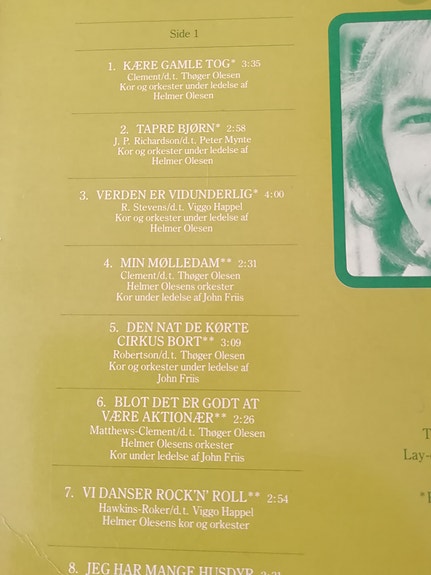 Side 1
1. KÆRE GAMLE TOG* 3:35
Clement/d.t. Thøger Olesen
Kor og orkester under ledelse af
Helmer Olesen
2. TAPRE BJØRN* 2:58
J. P. Richardson/d.t. Peter Mynte
Kor og orkester under ledelse af
Helmer Olesen
3. VERDEN ER VIDUNDERLIG* 4:00
R. Stevens/d.t. Viggo Happel
Kor og orkester under ledelse af
Helmer Olesen
4. MIN MØLLEDAM** 2:31
Clement/d.t. Thøger Olesen
Helmer Olesens orkester
Kor under ledelse af John Friis
5. DEN NAT DE KØRTE
CIRKUS BORT** 3:09
Robertson/d.t. Thøger Olesen
Kor og orkester under ledelse af
John Friis
6. BLOT DET ER GODT AT
VÆRE AKTIONÆR** 2:26
Matthews-Clement/d.t. Thøger Olesen
Helmer Olesens orkester
Kor under ledelse af John Friis
7. VI DANSER ROCK'N' ROLL** 2:54
Hawkins-Roker/d.t. Viggo Happel
Helmer Olesens kor og orkester
8. JEG HAR MANGE HUSDYR
T
Lay-
*